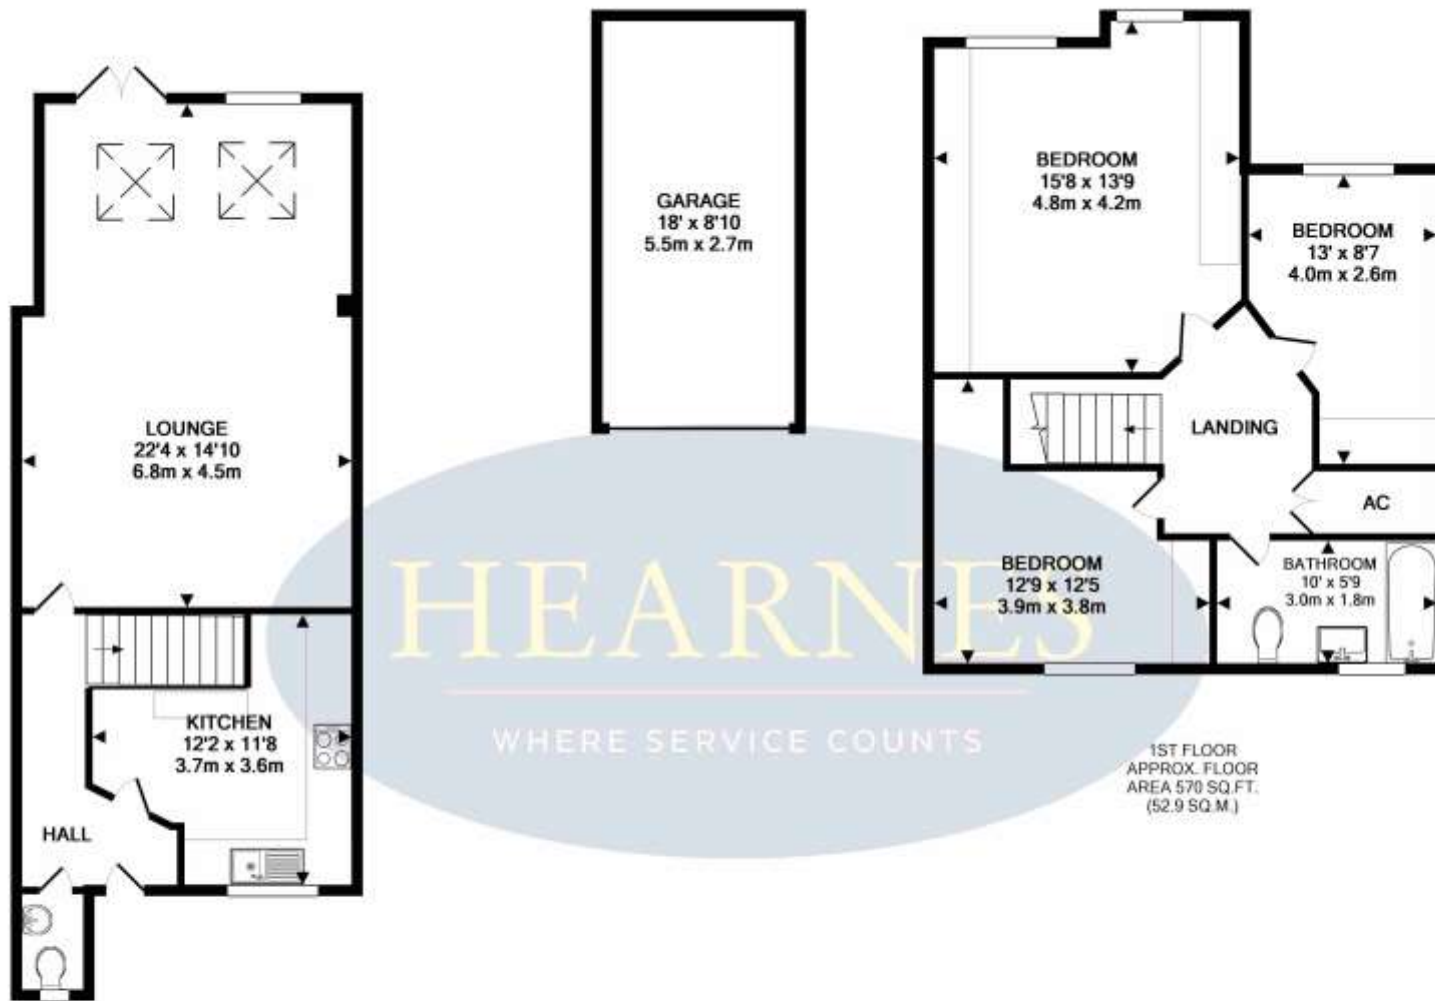 LOUNGE
22'4 x 14'10
6.8m x 4.5m
KITCHEN
12'2 x 11'8
3.7m x 3.6m
HALL
GARAGE
18' x 8'10
5.5m x 2.7m
BEDROOM
15'8 x 13'9
4.8m x 4.2m
BEDROOM
13' x 8'7
4.0m x 2.6m
LANDING
AC
BEDROOM
12'9 x 12'5
3.9m x 3.8m
BATHROOM
10' x 5'9
3.0m x 1.8m
HEARNES
WHERE SERVICE COUNTS
1ST FLOOR
APPROX. FLOOR
AREA 570 SQ.FT.
(52.9 SQ.M.)